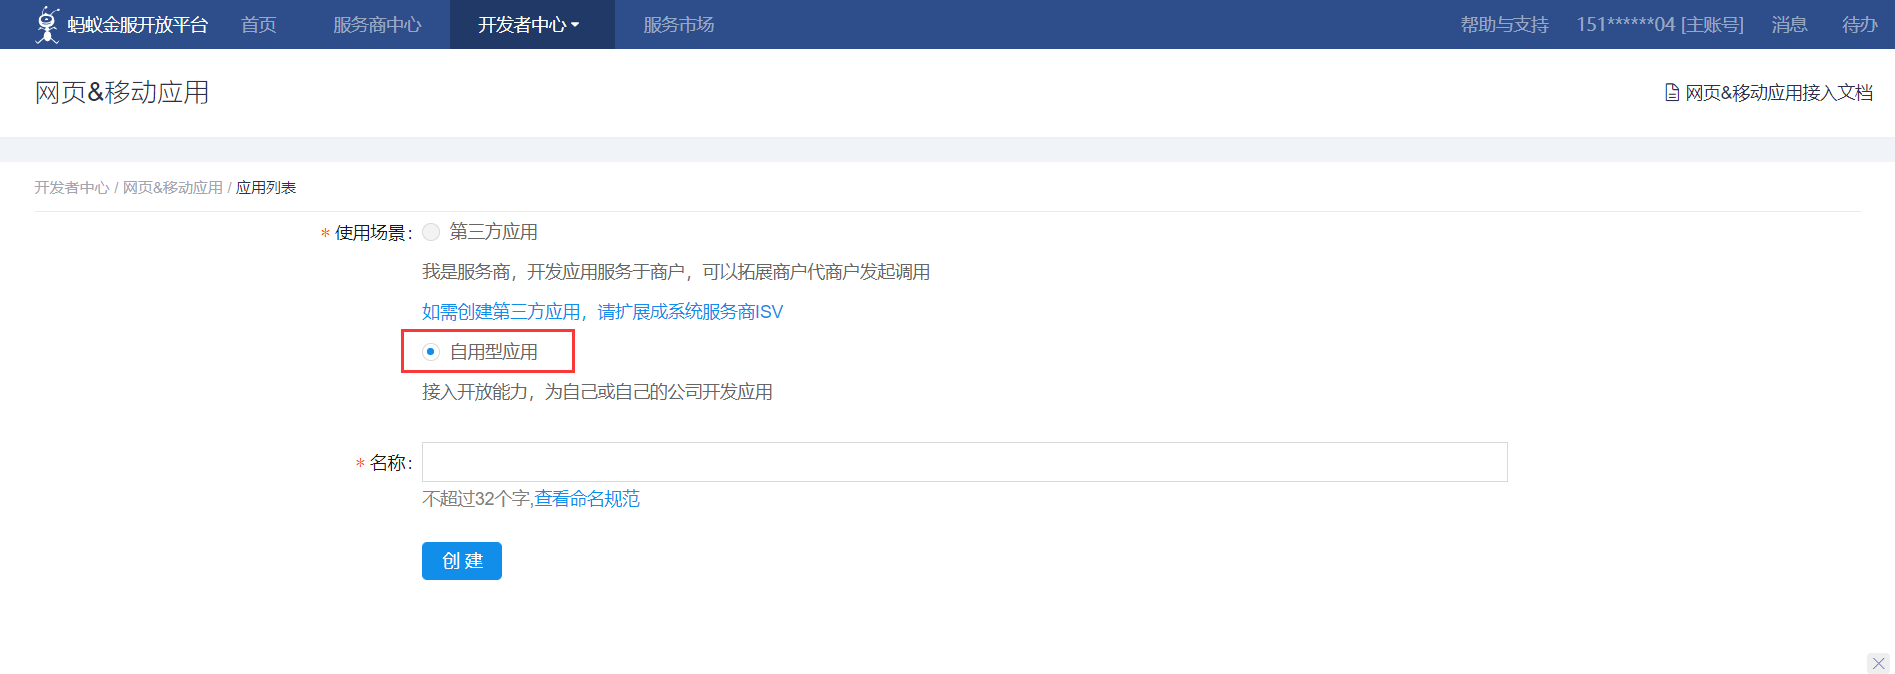 蚂蚁金服开放平台 首页 服务商中心 开发者中心 服务市场 帮助与支持 151******04 [主账号] 消息 待办
网页&移动应用
网页&移动应用接入文档
开发者中心 / 网页&移动应用 / 应用列表
* 使用场景: 第三方应用
我是服务商，开发应用服务于商户，可以拓展商户代商户发起调用
如需创建第三方应用，请扩展成系统服务商ISV
自用型应用
接入开放能力，为自己或自己的公司开发应用
* 名称:
不超过32个字,查看命名规范
创 建